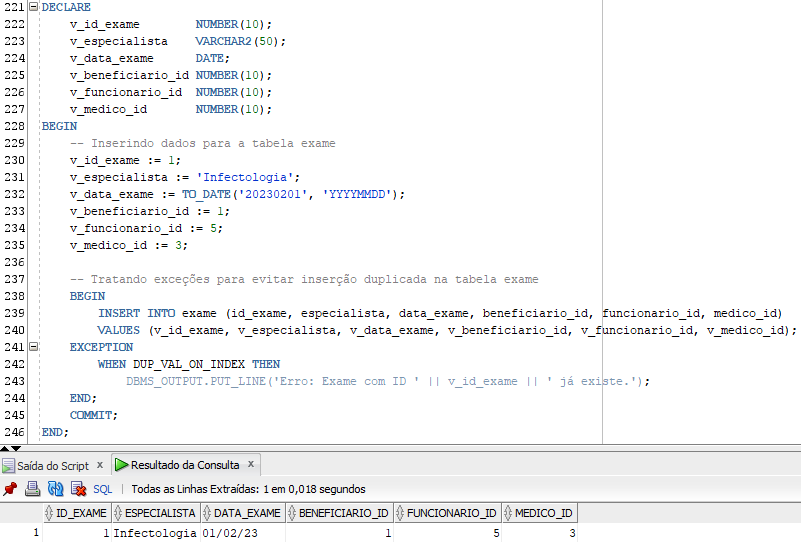 221 DECLARE
222 v_id_exame NUMBER(10);
223 v_especialista VARCHAR2(50);
224 v_data_exame DATE;
225 v_beneficiario_id NUMBER(10);
226 v_funcionario_id NUMBER(10);
227 v_medico_id NUMBER(10);
228 BEGIN
229 -- Inserindo dados para a tabela exame
230 v_id_exame := 1;
231 v_especialista := 'Infectologia';
232 v_data_exame := TO_DATE('20230201', 'YYYYMMDD');
233 v_beneficiario_id := 1;
234 v_funcionario_id := 5;
235 v_medico_id := 3;
236
237 -- Tratando exceções para evitar inserção duplicada na tabela exame
238 BEGIN
239 INSERT INTO exame (id_exame, especialista, data_exame, beneficiario_id, funcionario_id, medico_id)
240 VALUES (v_id_exame, v_especialista, v_data_exame, v_beneficiario_id, v_funcionario_id, v_medico_id);
241 EXCEPTION
242 WHEN DUP_VAL_ON_INDEX THEN
243 DBMS_OUTPUT.PUT_LINE('Erro: Exame com ID ' || v_id_exame || ' já existe.');
244 END;
245 COMMIT;
246 END;
Saída do Script x Resultado da Consulta x
SQL | Todas as Linhas Extraídas: 1 em 0,018 segundos
ID_EXAME ESPECIALISTA DATA_EXAME BENEFICIARIO_ID FUNCIONARIO_ID MEDICO_ID
1 1 Infectologia 01/02/23 1 5 3